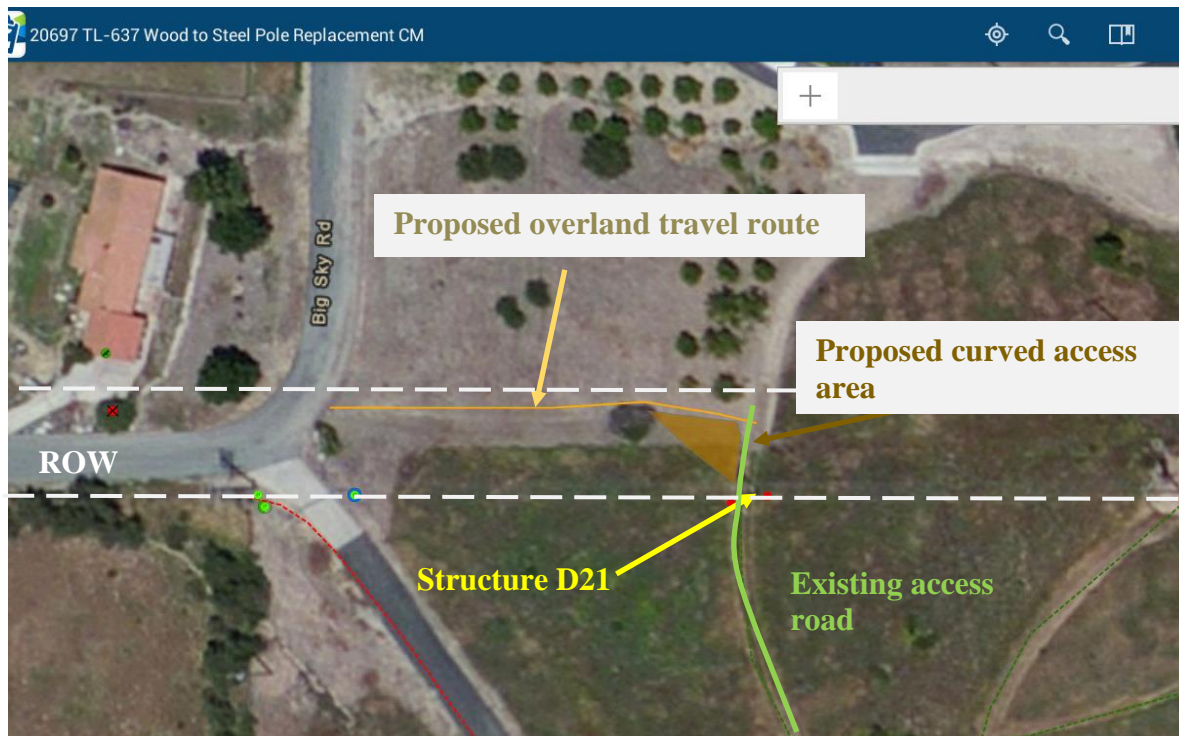 20697 TL-637 Wood to Steel Pole Replacement CM
Proposed overland travel route
Big Sky Rd
Proposed curved access
area
ROW
Structure D21
Existing access
road